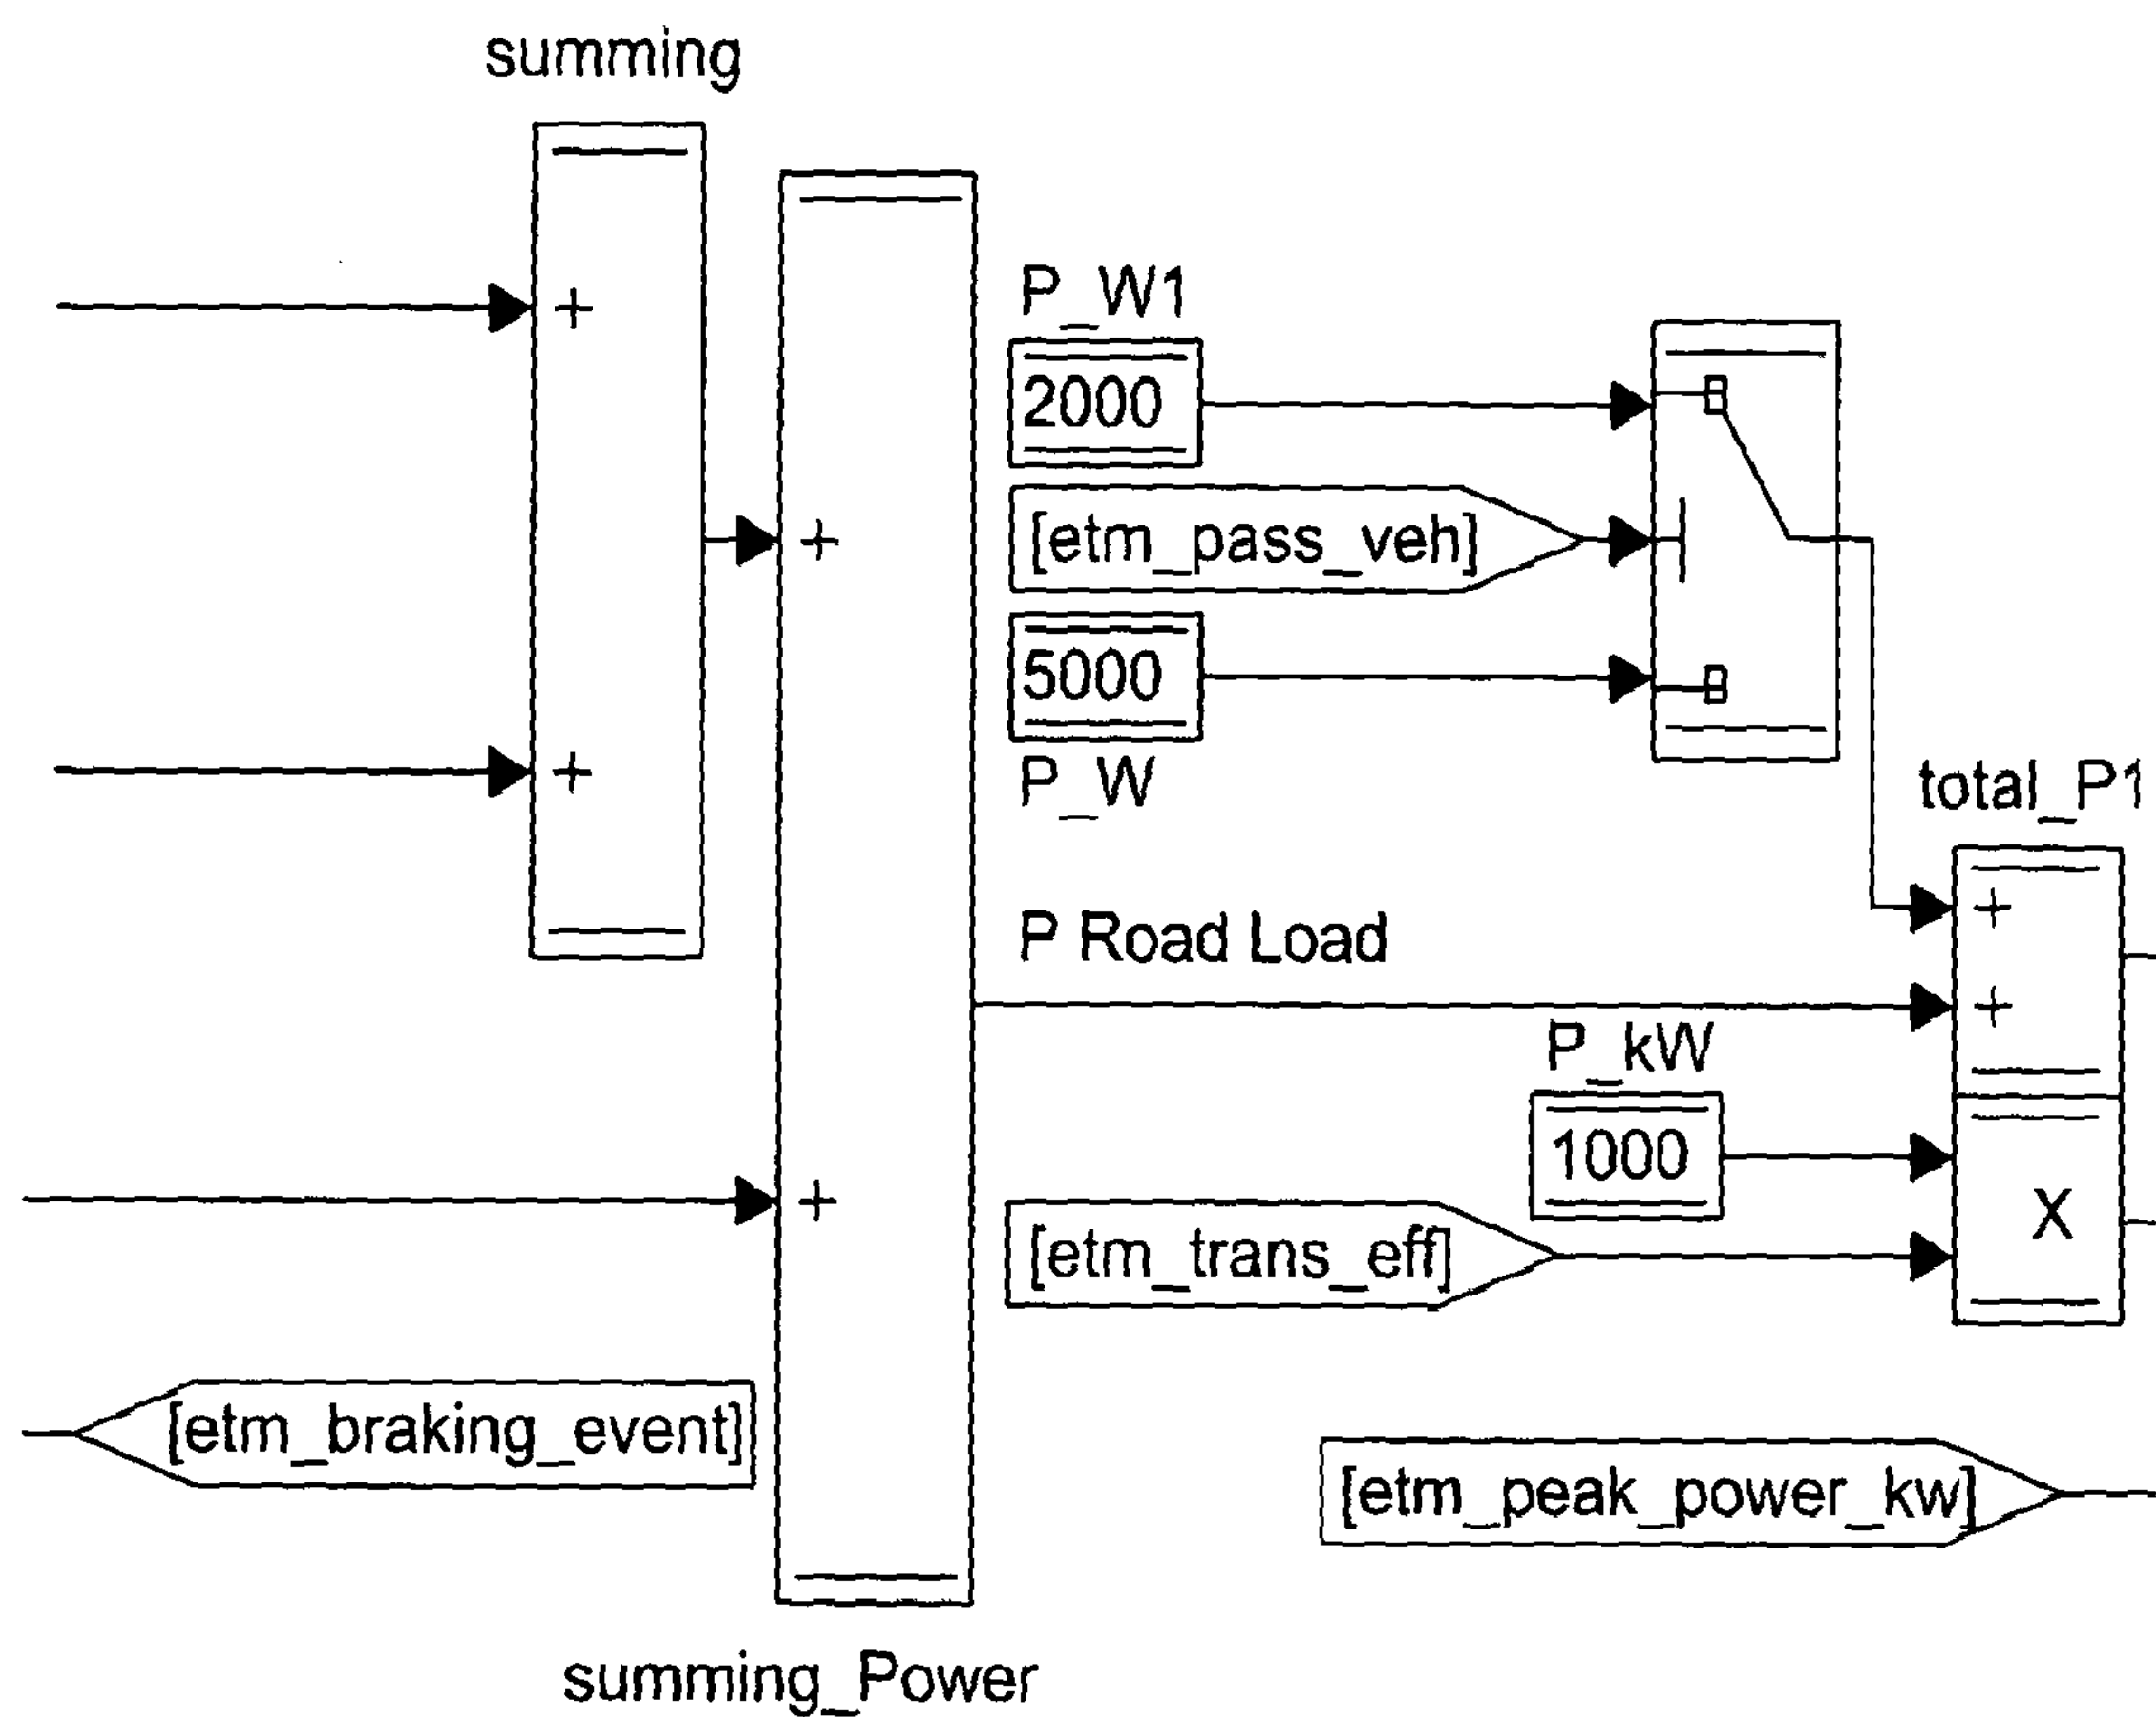 summing
+
+
+
+
P_W1
2000
[etm_pass_veh]
5000
P_W
total_P1
+
P Road Load
+
P_kW
1000
X
[etm_trans_eff]
[etm_braking_event]
[etm_peak_power_kw]
summing_Power